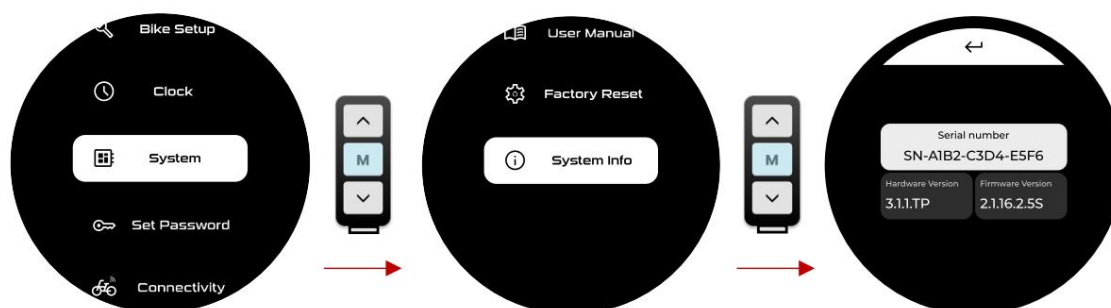 Bike Setup
Clock
System
Set Password
Connectivity
M
User Manual
Factory Reset
System Info
M
Serial number
SN-A1B2-C3D4-E5F6
Hardware Version
3.1.1.TP
Firmware Version
2.1.16.2.5S